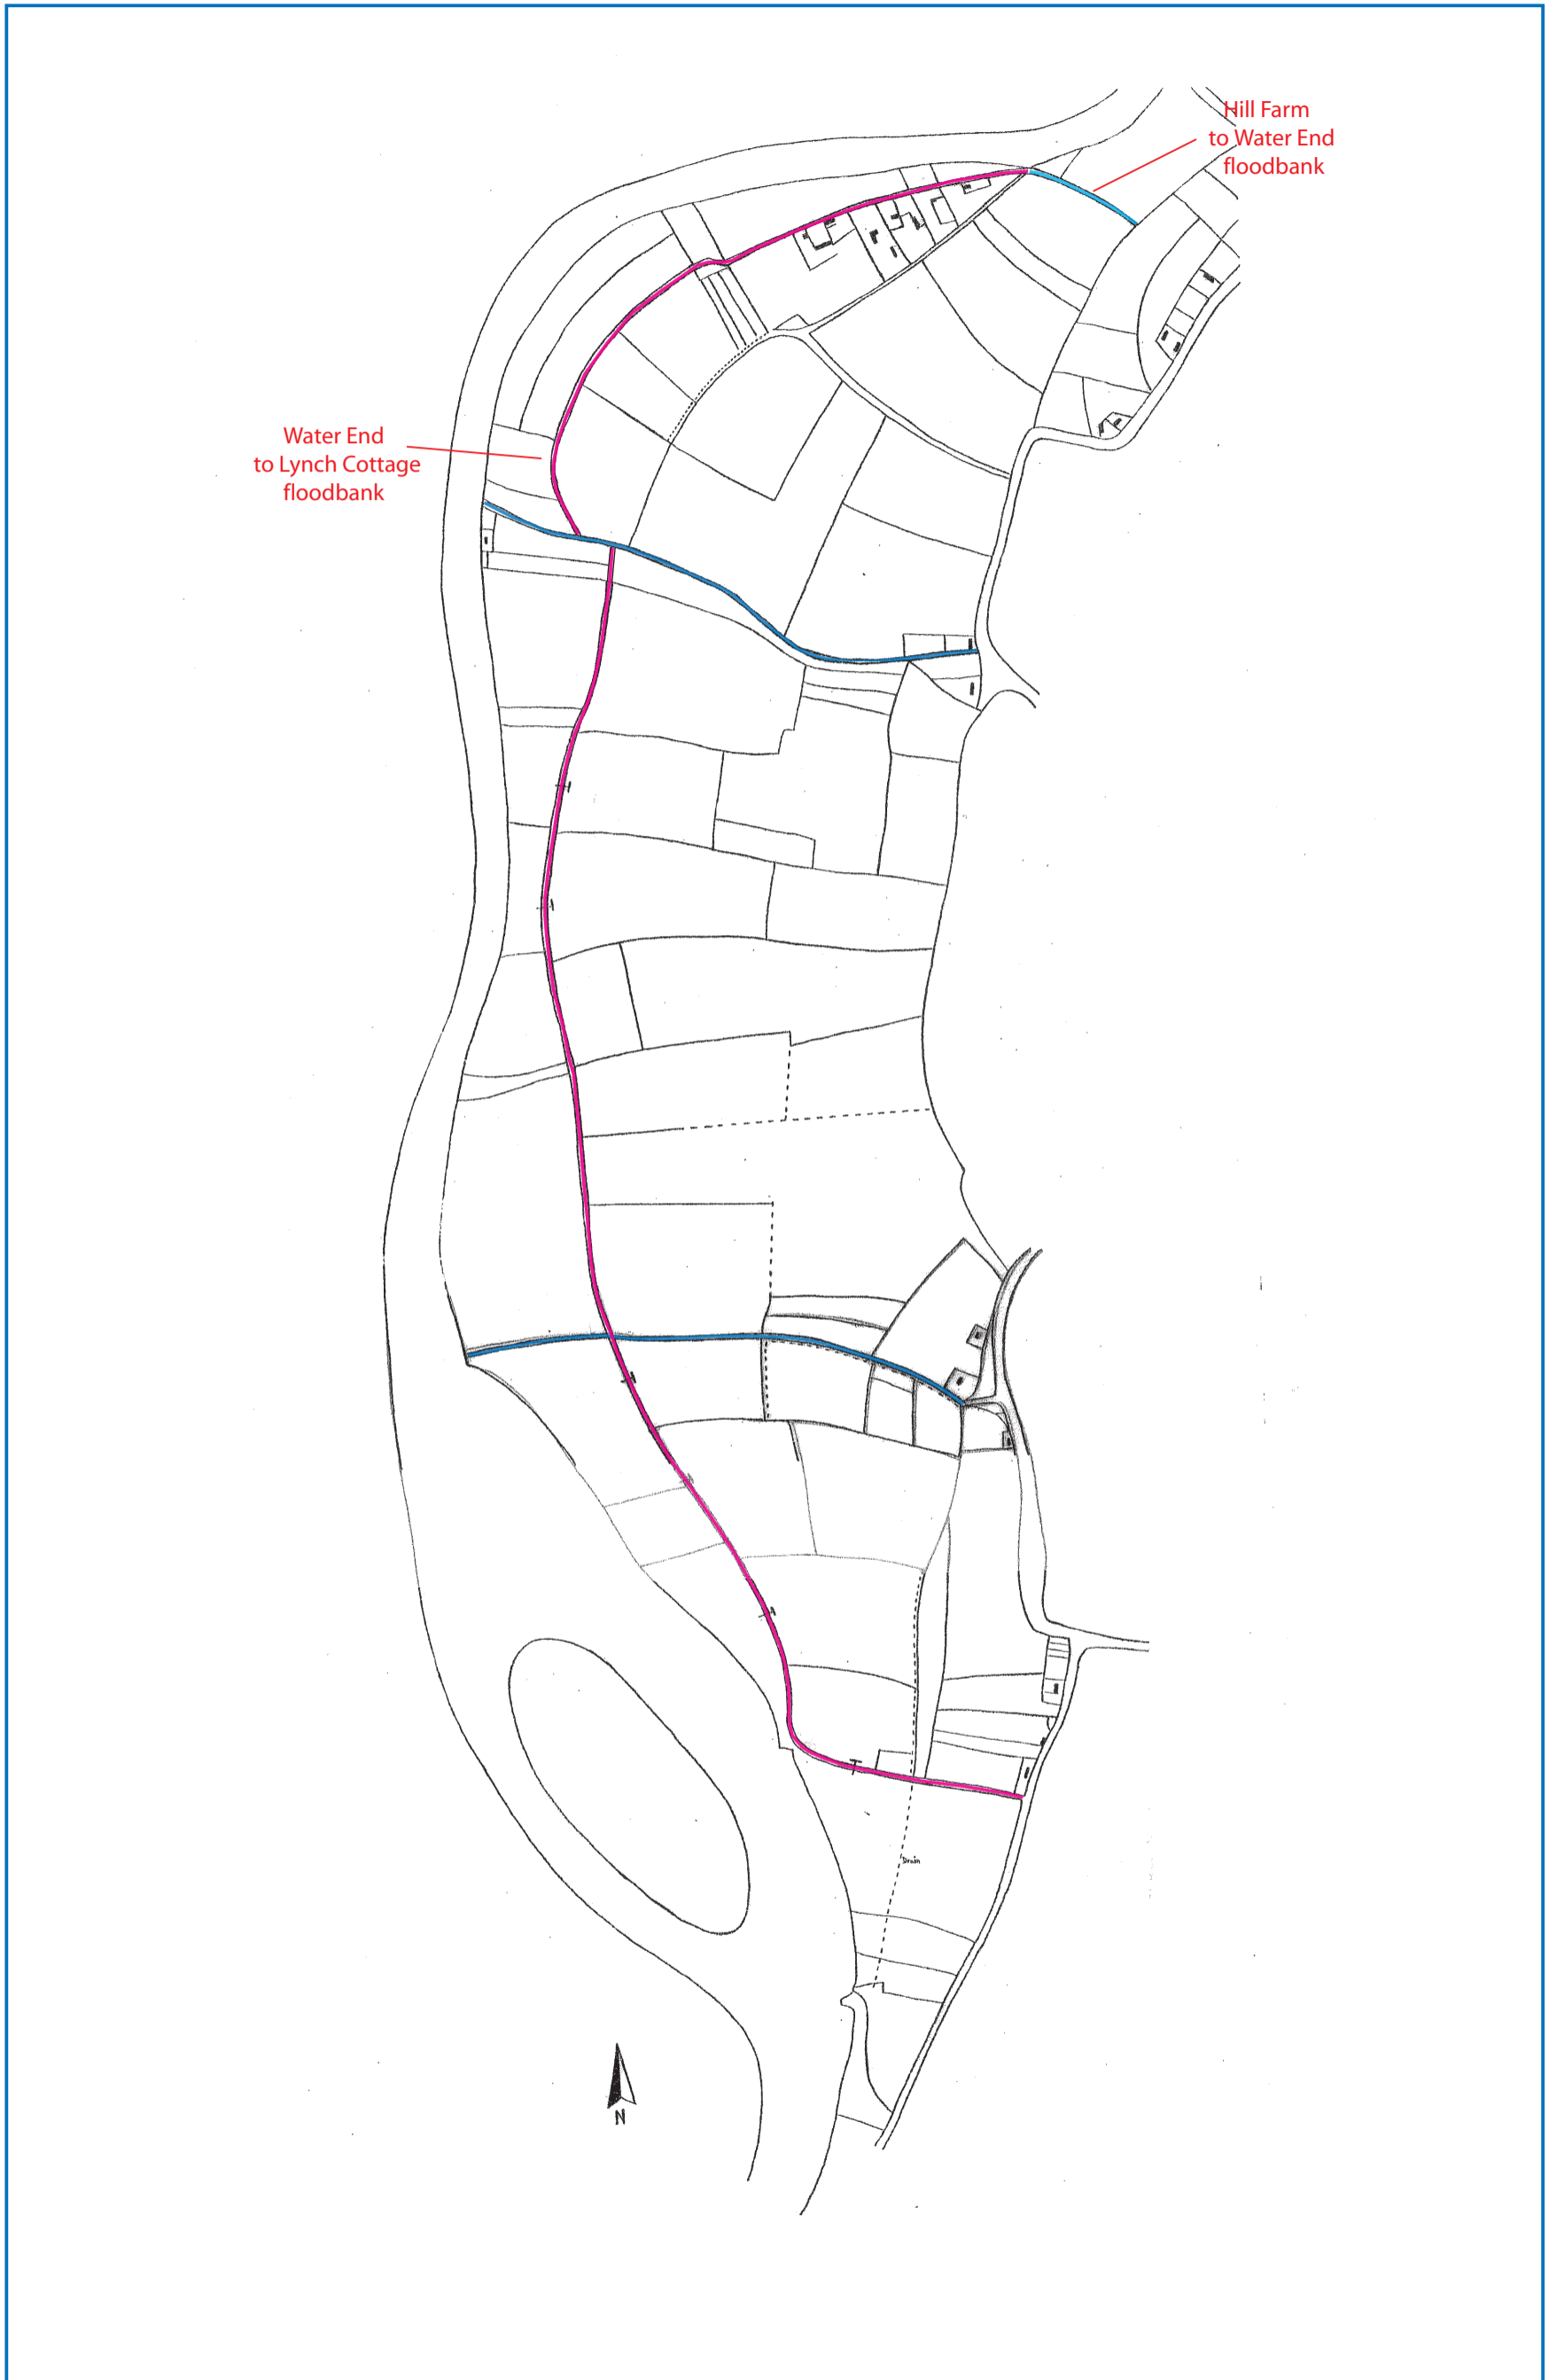 Hill Farm
to Water End
floodbank
Water End
to Lynch Cottage
floodbank
Drain
N